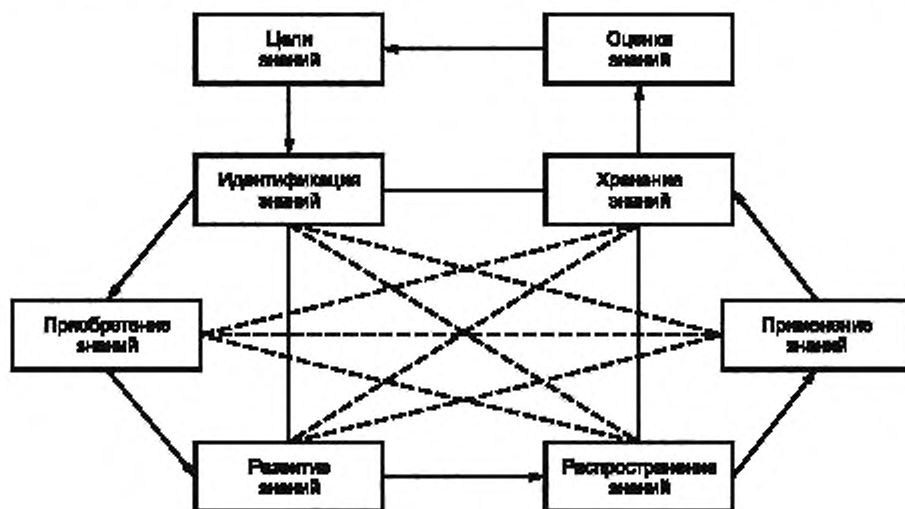 Цели
знаний
Оценка
знаний
Идентификация
знаний
Хранение
знаний
Приобретение
знаний
Применение
знаний
Развитие
знаний
Распространение
знаний